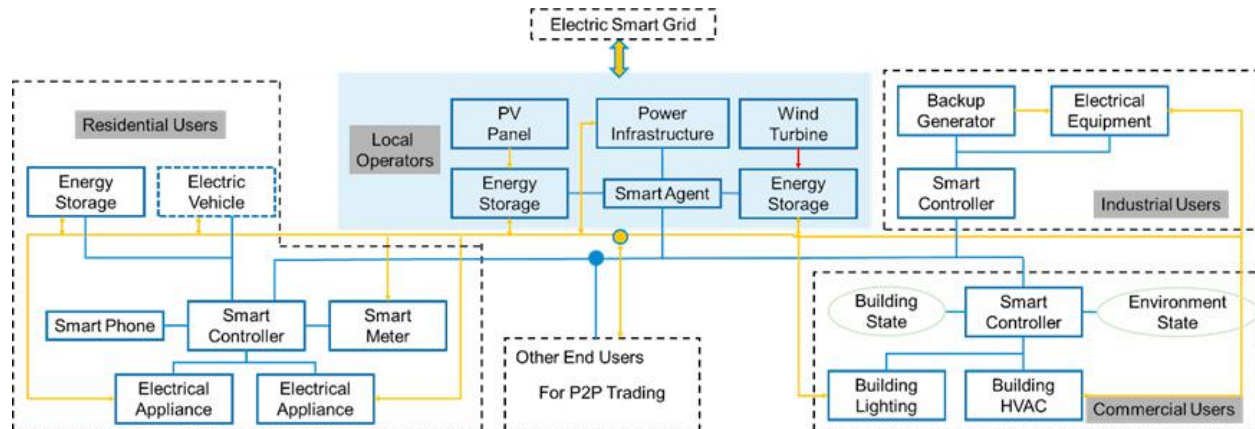 Electric Smart Grid
Residential Users
Energy
Storage
Electric
Vehicle
Smart Phone
Smart
Controller
Smart
Meter
Electrical
Appliance
Electrical
Appliance
Local
Operators
PV
Panel
Power
Infrastructure
Wind
Turbine
Energy
Storage
Smart Agent
Energy
Storage
Other End Users
For P2P Trading
Backup
Generator
Electrical
Equipment
Smart
Controller
Industrial Users
Building
State
Smart
Controller
Environment
State
Building
Lighting
Building
HVAC
Commercial Users